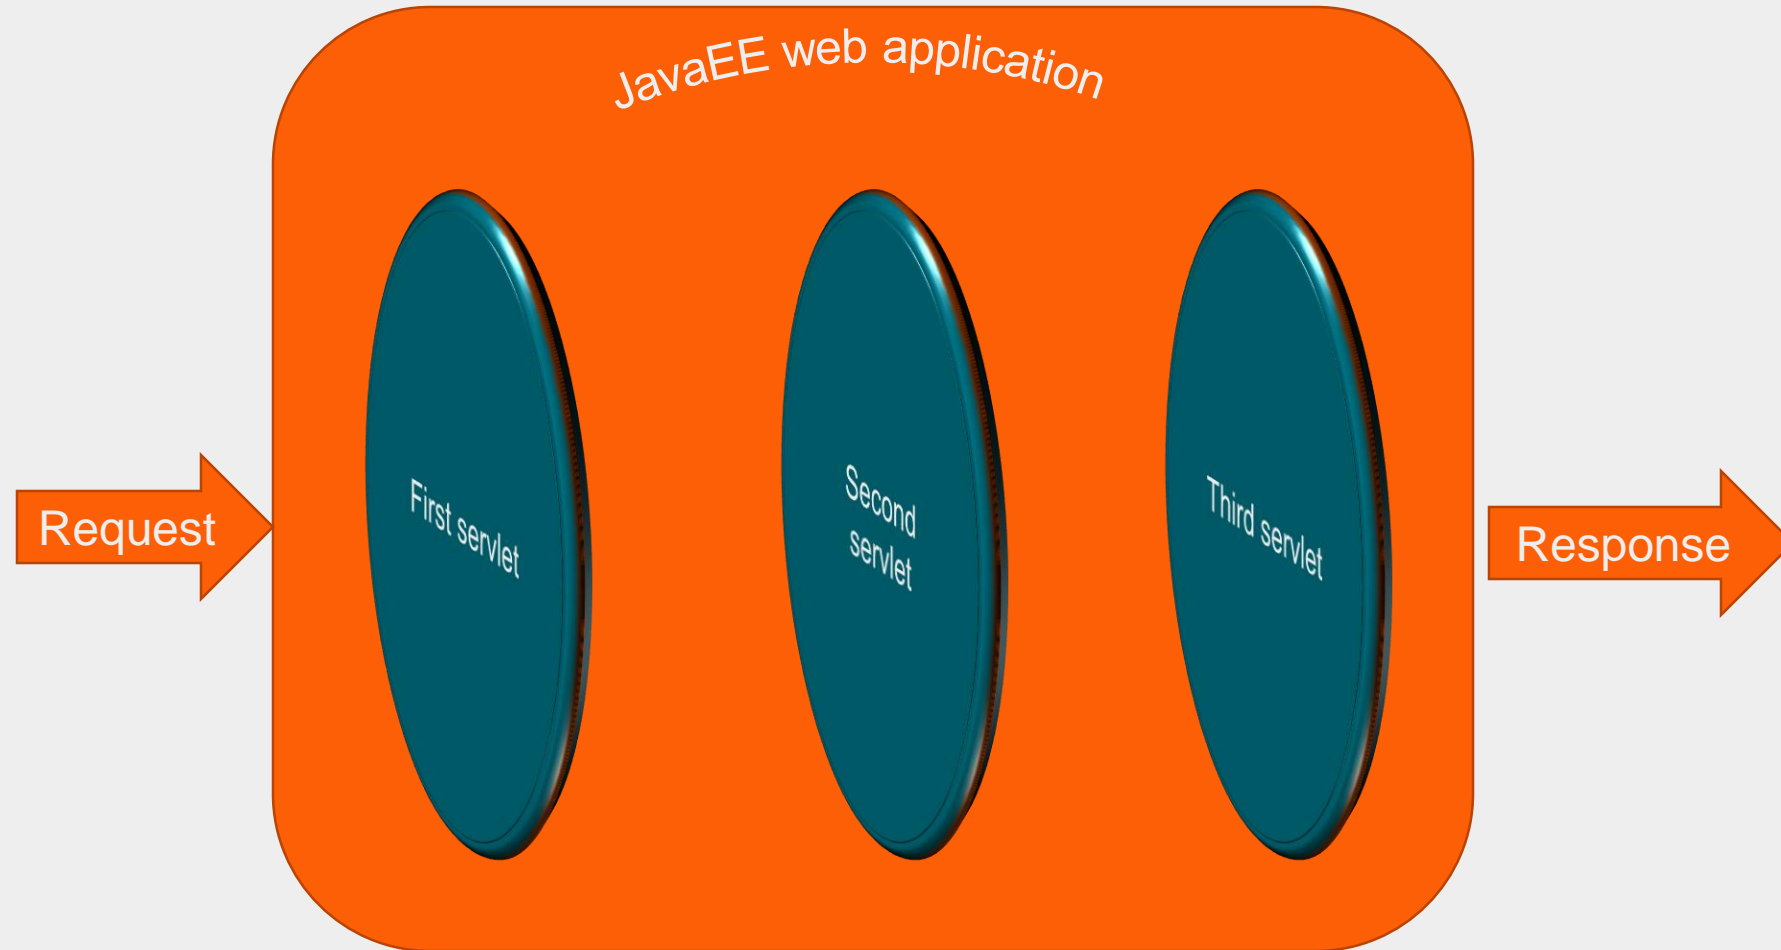 JavaEE web application
Request
First servlet
Second
servlet
Third servlet
Response